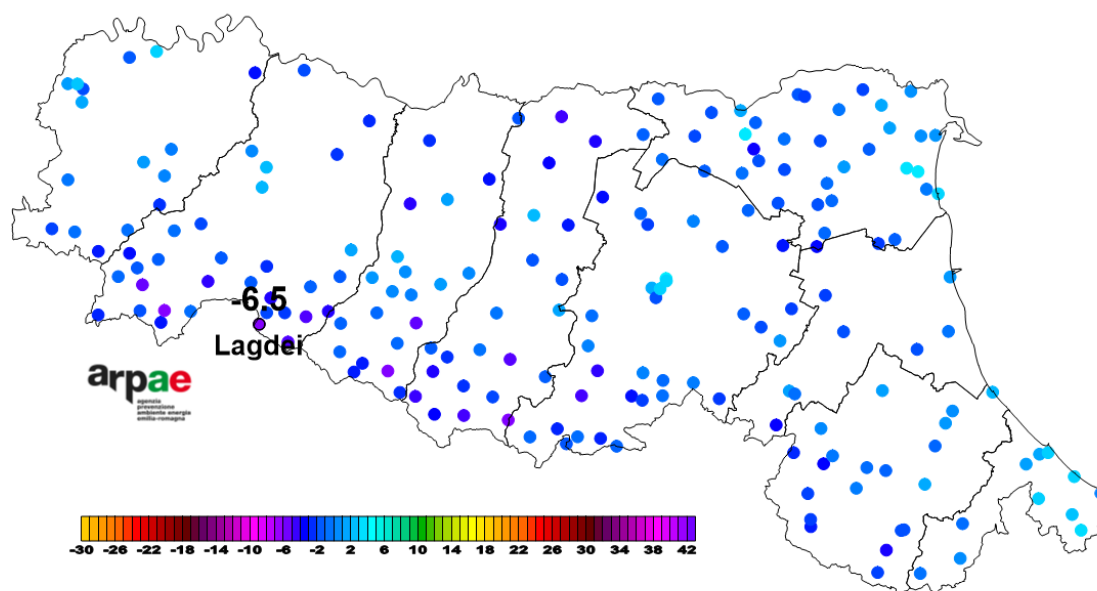 -6.5
Lagdei
arpae
agenzia
prevenzione
ambiente energia
emilia-romagna
-30 -26 -22 -18 -14 -10 -6 -2 2 6 10 14 18 22 26 30 34 38 42